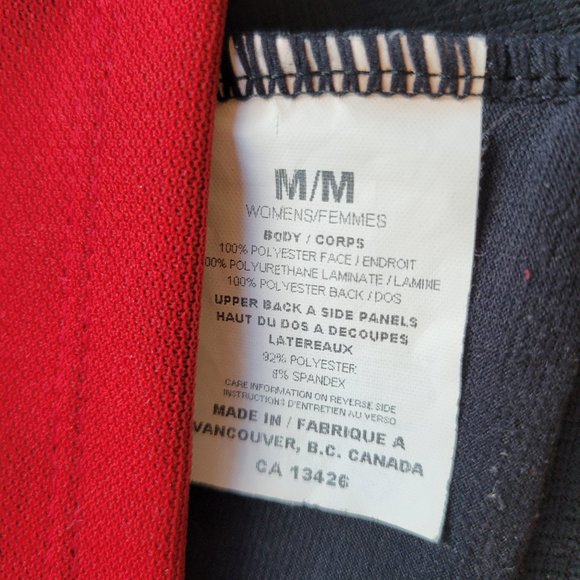 M/M
WOMENS/FEMMES
BODY / CORPS
100% POLYESTER FACE / ENDROIT
00% POLYURETHANE LAMINATE / LAMINE
100% POLYESTER BACK / DOS
UPPER BACK A SIDE PANELS
HAUT DU DOS A DECOUPES
LATEREAUX
92% POLYESTER
8% SPANDEX
CARE INFORMATION ON REVERSE SIDE
INSTRUCTIONS D'ENTRETIEN AU VERSO
MADE IN / FABRIQUE A
VANCOUVER, B.C. CANADA
CA 13426